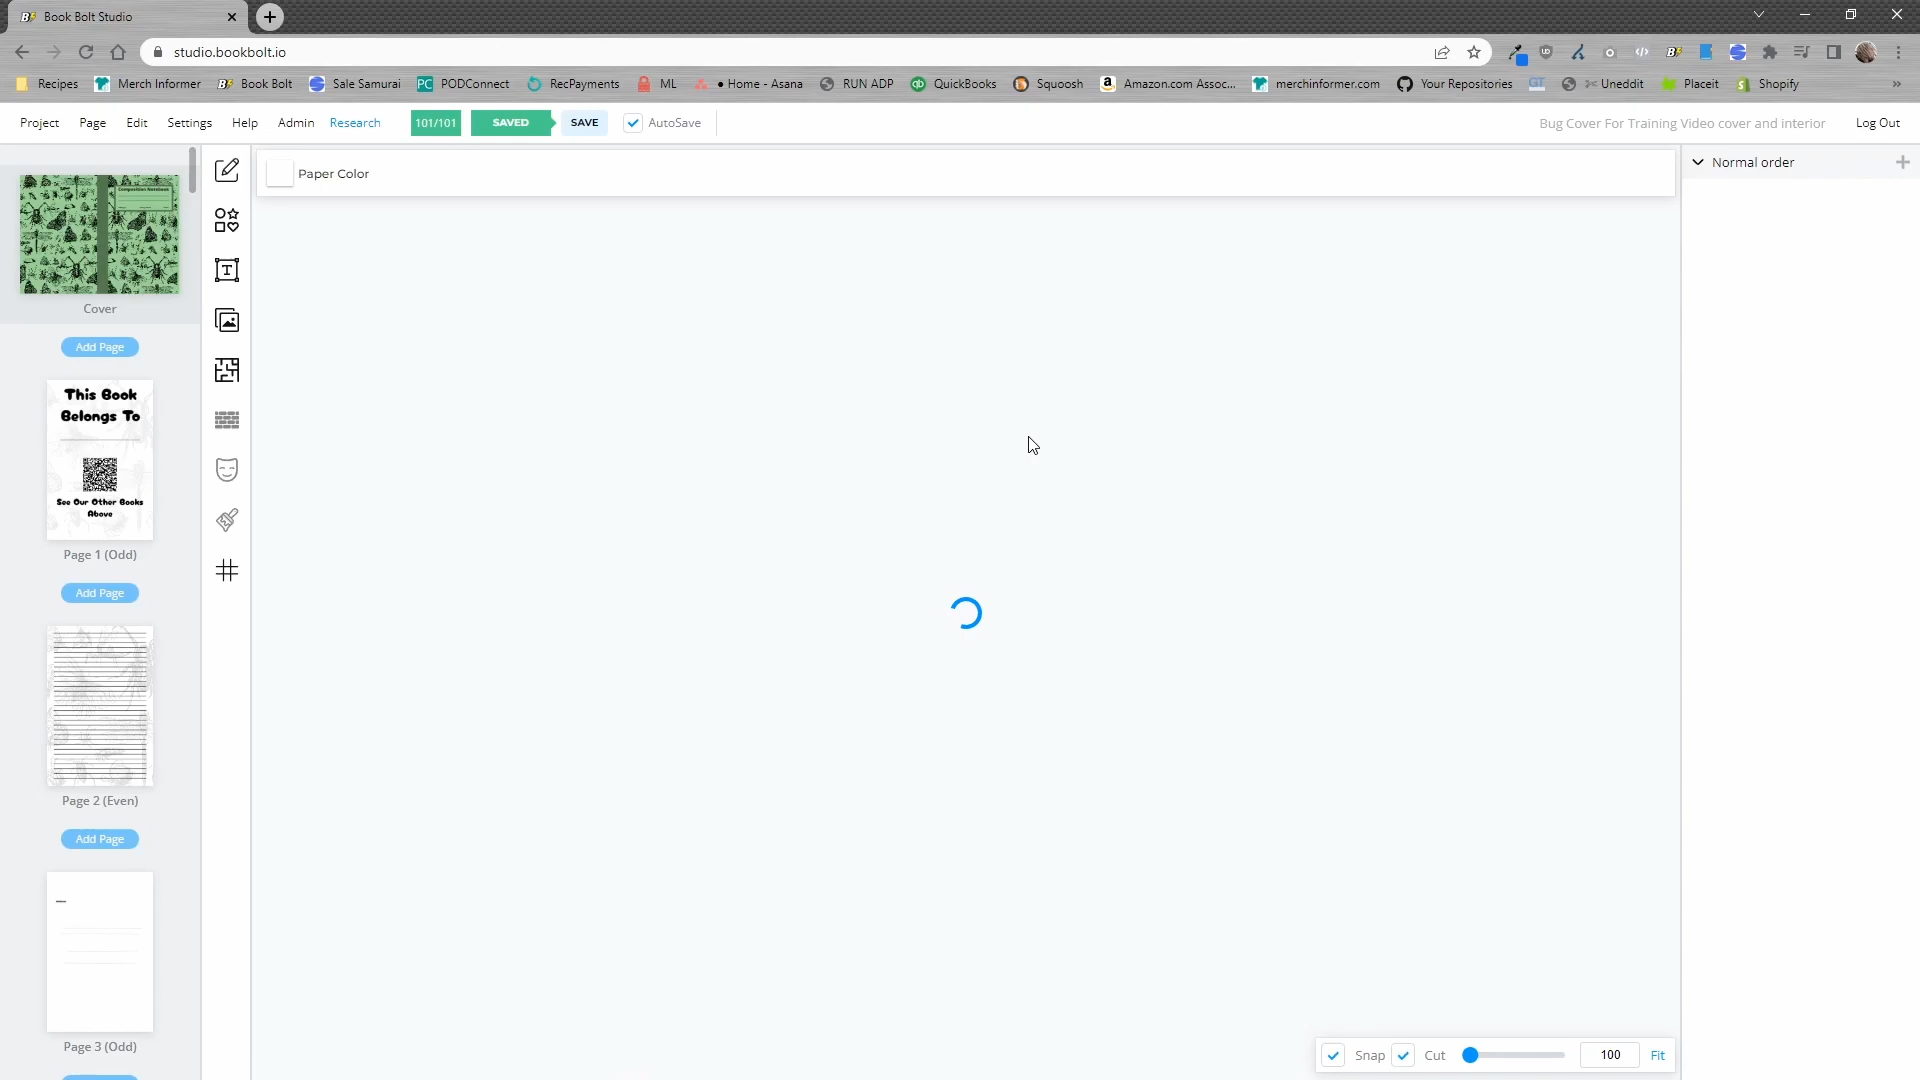 Book Bolt Studio
studio.bookbolt.io
Recipes Merch Informer Book Bolt Sale Samurai PODConnect RecPayments ML • Home - Asana RUN ADP QuickBooks Squoosh Amazon.com Assoc... merchinformer.com Your Repositories GT Uneddit Placeit Shopify »
Project Page Edit Settings Help Admin Research 101/101 SAVED SAVE AutoSave Bug Cover For Training Video cover and interior Log Out
Paper Color
Normal order
Composition Notebook
Cover
Add Page
This Book
Belongs To
See Our Other Books
Above
Page 1 (Odd)
Add Page
Page 2 (Even)
Add Page
Page 3 (Odd)
Snap Cut 100 Fit